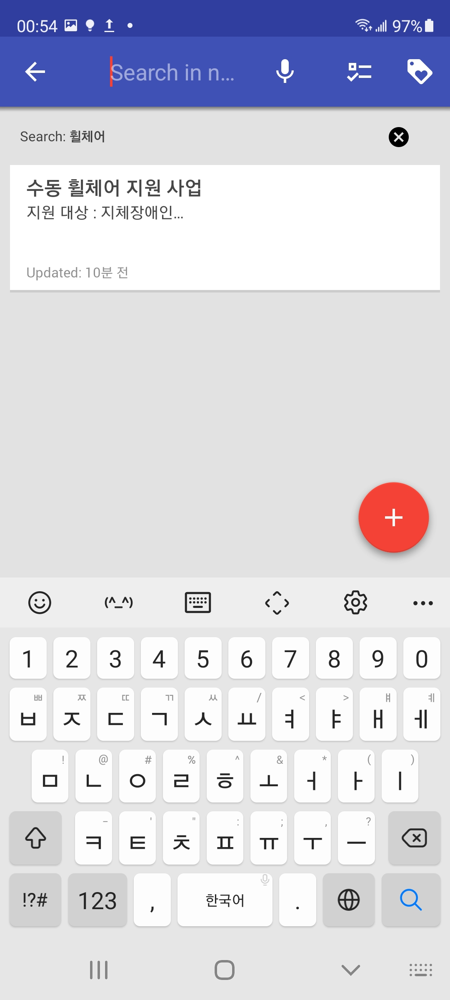 00:54 97%
Search in n...
Search: 휠체어
수동 휠체어 지원 사업
지원 대상 : 지체장애인...
Updated: 10분 전
(^_^)
1 2 3 4 5 6 7 8 9 0
ㅃ ㅉ ㄸ ㄲ ㅆ / < > ㅒ ㅖ
ㅂ ㅈ ㄷ ㄱ ㅅ ㅛ ㅕ ㅑ ㅐ ㅔ
! @ # % ^ & * ( )
ㅁ ㄴ ㅇ ㄹ ㅎ ㅗ ㅓ ㅏ ㅣ
- ' " : ; , ?
ㅋ ㅌ ㅊ ㅍ ㅠ ㅜ ㅡ
!?# 123 , 한국어 .